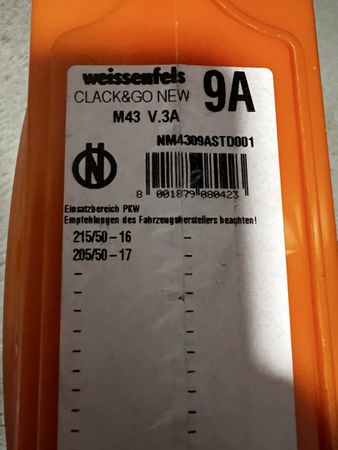 weissenfels
CLACK&GO NEW 9A
M43 V.3A
NM4309ASTD001
8 001879 080423
Einsatzbereich PKW
Empfehlungen des Fahrzeugherstellers beachten!
215/50-16 -
205/50-17 -
- -
- -
- -
- -
- -
- -
- -
- -
- -